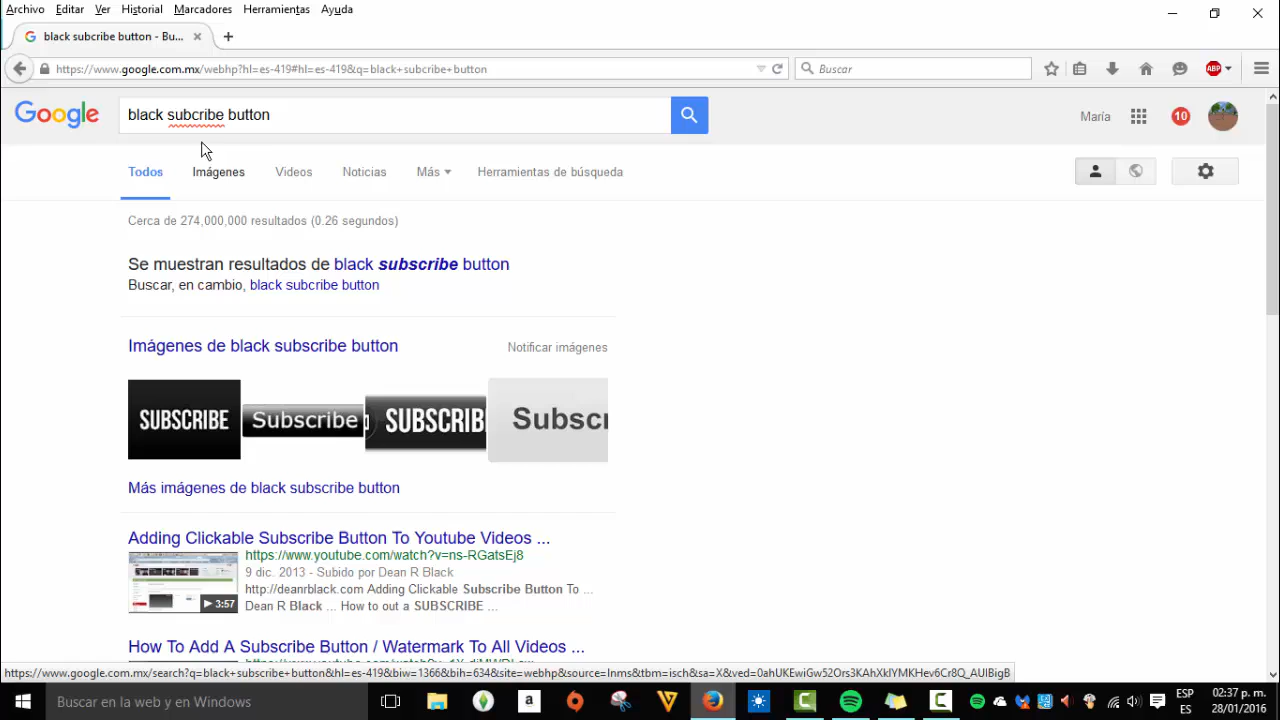 Archivo Editar Ver Historial Marcadores Herramientas Ayuda
black subcribe button - Bu...
https://www.google.com.mx/webhp?hl=es-419#hl=es-419&q=black+subcribe+button
Buscar
ABP
Google
black subcribe button
María
10
Todos Imágenes Videos Noticias Más Herramientas de búsqueda
Cerca de 274,000,000 resultados (0.26 segundos)
Se muestran resultados de black subscribe button
Buscar, en cambio, black subcribe button
Imágenes de black subscribe button
Notificar imágenes
SUBSCRIBE
Subscribe
SUBSCRIB
Subsc
Más imágenes de black subscribe button
Adding Clickable Subscribe Button To Youtube Videos ...
https://www.youtube.com/watch?v=ns-RGatsEj8
9 dic. 2013 - Subido por Dean R Black
http://deanrblack.com Adding Clickable Subscribe Button To ...
3:57
Dean R Black ... How to out a SUBSCRIBE ...
How To Add A Subscribe Button / Watermark To All Videos ...
https://www.google.com.mx/search?q=black+subscribe+button&hl=es-419&biw=1366&bih=634&site=webhp&source=lnms&tbm=isch&sa=X&ved=0ahUKEwiGw52Ors3KAhXkIYMKHev6Cr8Q_AUIBigB
Buscar en la web y en Windows
ESP
ES
02:37 p. m.
28/01/2016